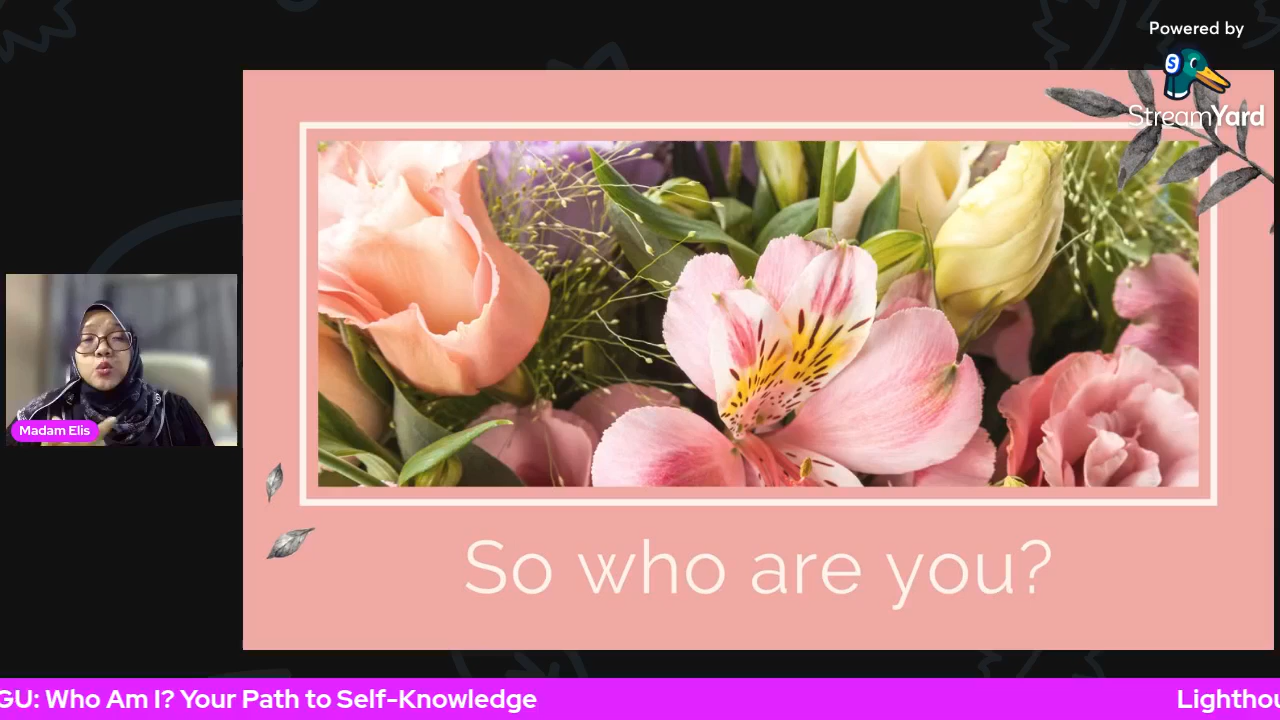 Powered by
StreamYard
Madam Elis
So who are you?
GU: Who Am I? Your Path to Self-Knowledge
Lighthou